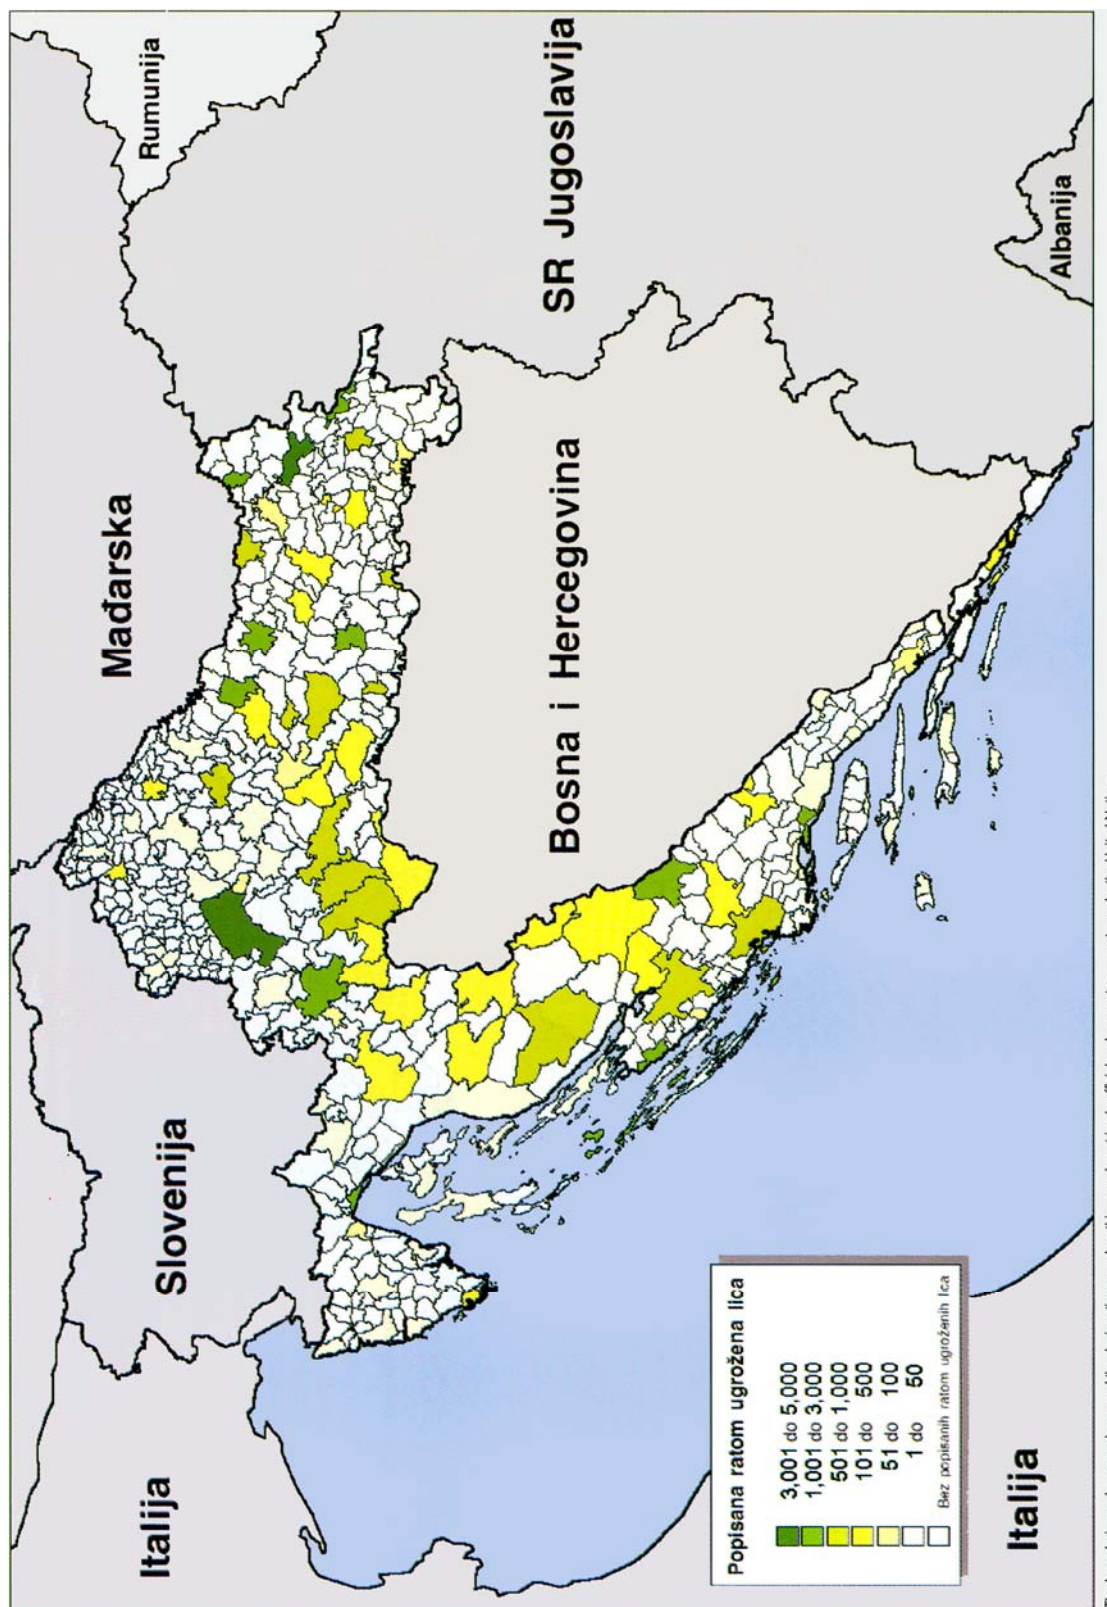 Italija
Slovenija
Mađarska
Rumunija
Bosna i Hercegovina
SR Jugoslavija
Albanija
Italija
Popisana ratom ugrožena lica
3,001 do 5,000
1,001 do 3,000
501 do 1,000
101 do 500
51 do 100
1 do 50
Bez popisanih ratom ugroženih lica